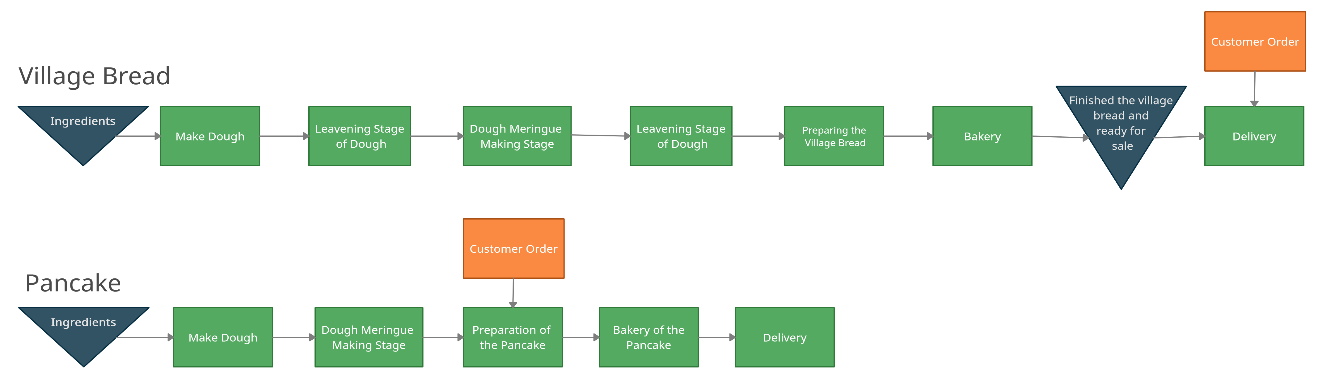 Customer Order
Village Bread
Ingredients
Make Dough
Leavening Stage
of Dough
Dough Meringue
Making Stage
Leavening Stage
of Dough
Preparing the
Village Bread
Bakery
Finished the village
bread and
ready for
sale
Delivery
Customer Order
Pancake
Ingredients
Make Dough
Dough Meringue
Making Stage
Preparation of
the Pancake
Bakery of the
Pancake
Delivery